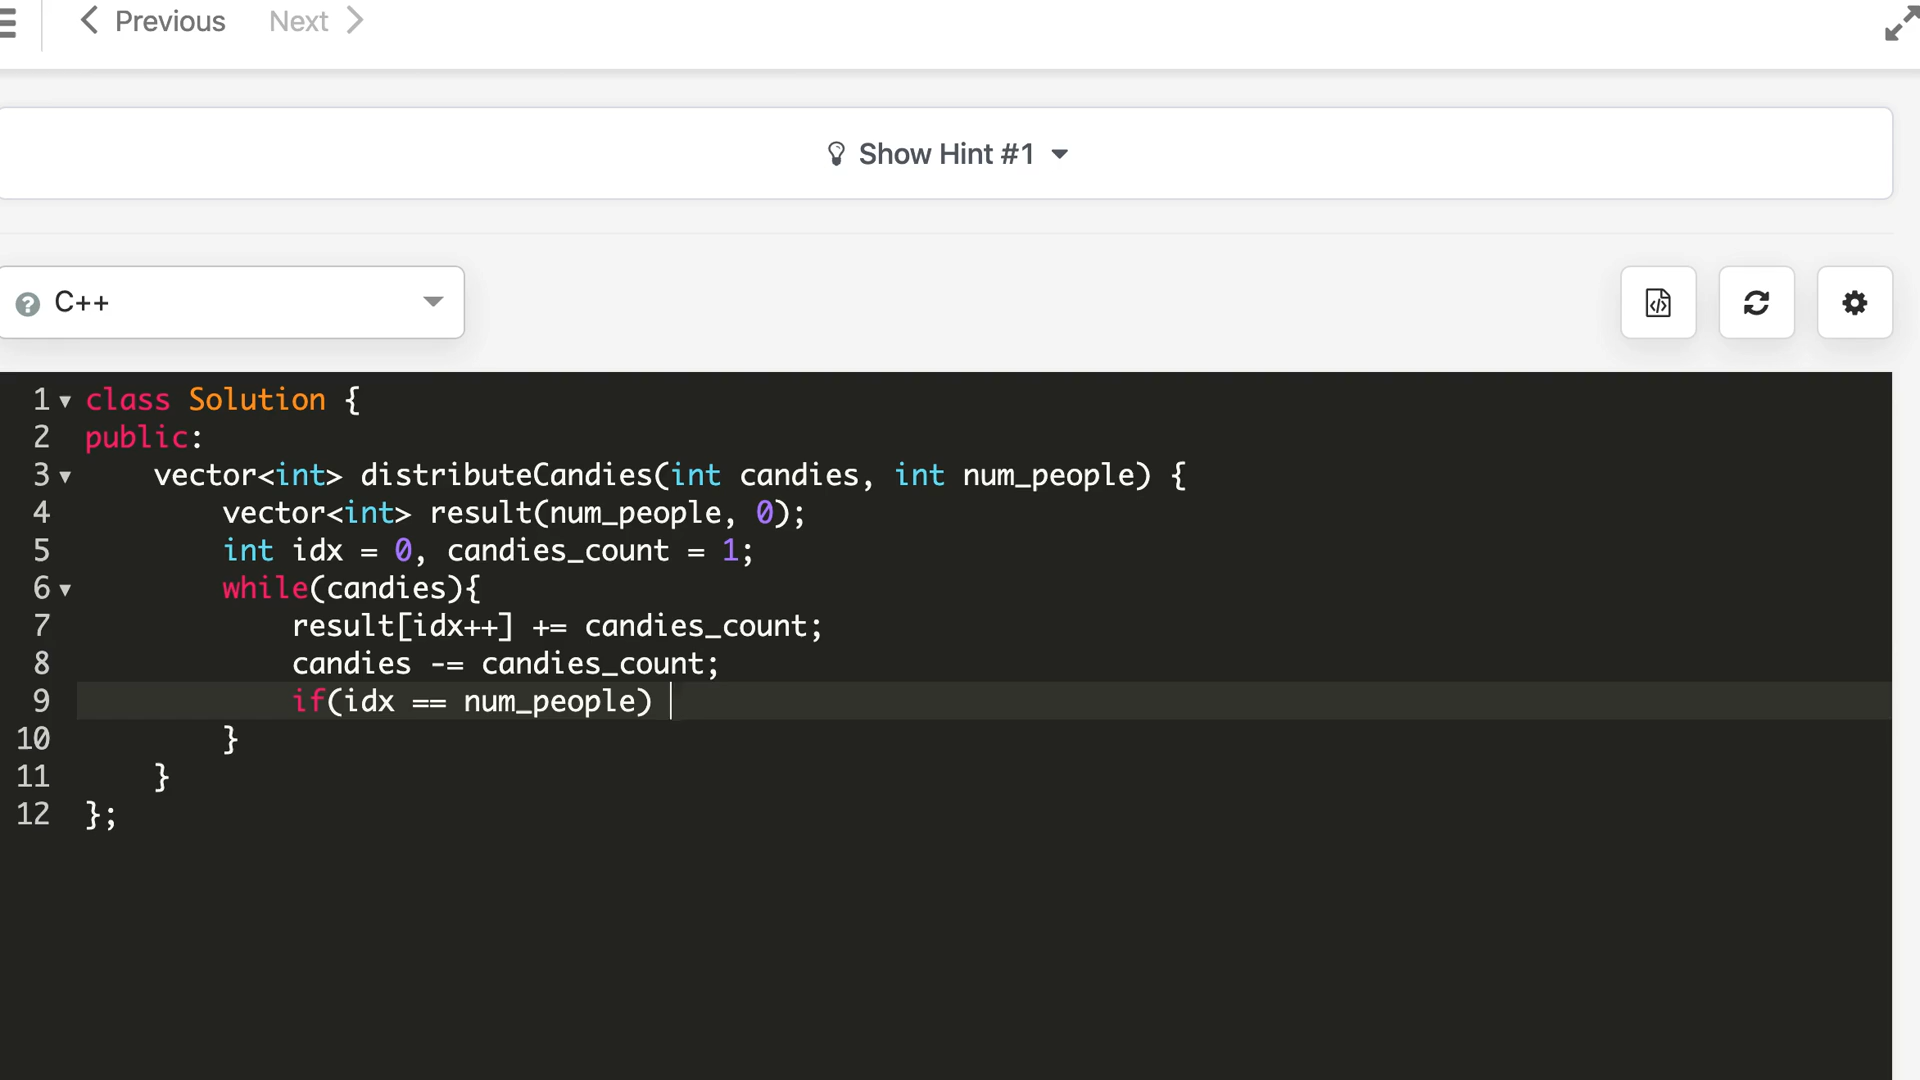 Previous Next
Show Hint #1
C++
1 class Solution {
2 public:
3 vector<int> distributeCandies(int candies, int num_people) {
4 vector<int> result(num_people, 0);
5 int idx = 0, candies_count = 1;
6 while(candies){
7 result[idx++] += candies_count;
8 candies -= candies_count;
9 if(idx == num_people)
10 }
11 }
12 };